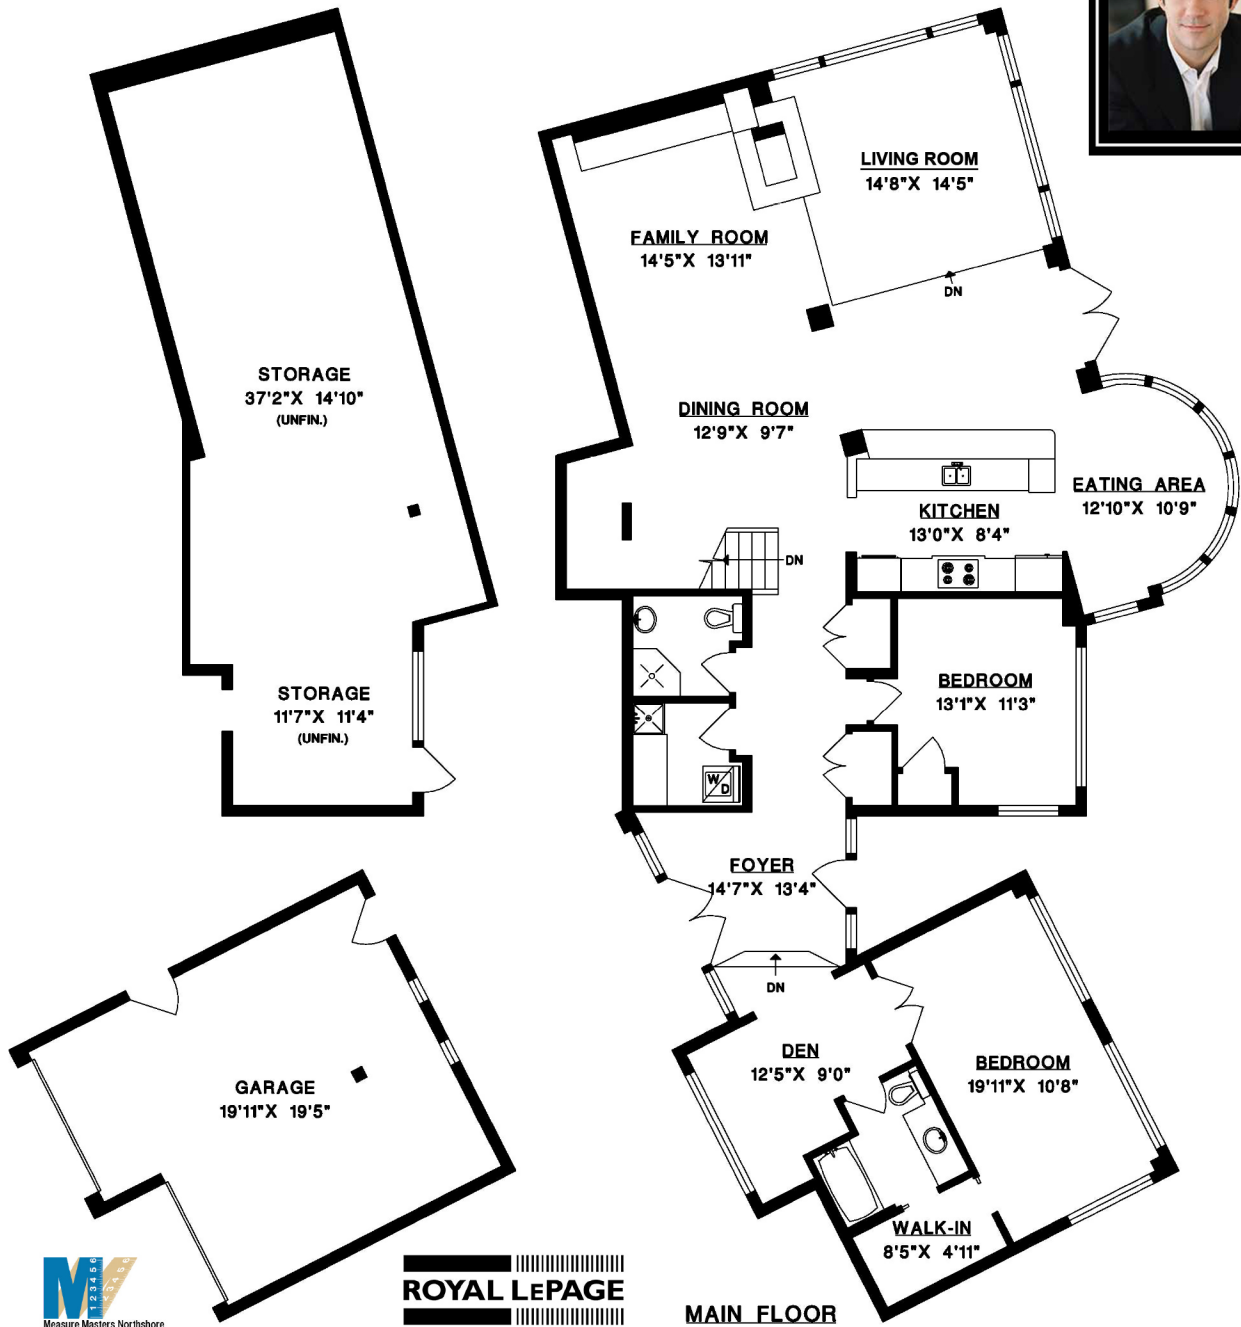 LIVING ROOM
14'8"X 14'5"
FAMILY ROOM
14'5"X 13'11"
DN
STORAGE
37'2"X 14'10"
(UNFIN.)
DINING ROOM
12'9"X 9'7"
EATING AREA
12'10"X 10'9"
KITCHEN
13'0"X 8'4"
DN
STORAGE
11'7"X 11'4"
(UNFIN.)
BEDROOM
13'1"X 11'3"
W
D
FOYER
14'7"X 13'4"
DN
DEN
12'5"X 9'0"
BEDROOM
19'11"X 10'8"
GARAGE
19'11"X 19'5"
WALK-IN
8'5"X 4'11"
M
123456
123456
Measure Masters Northshore
ROYAL LEPAGE
MAIN FLOOR